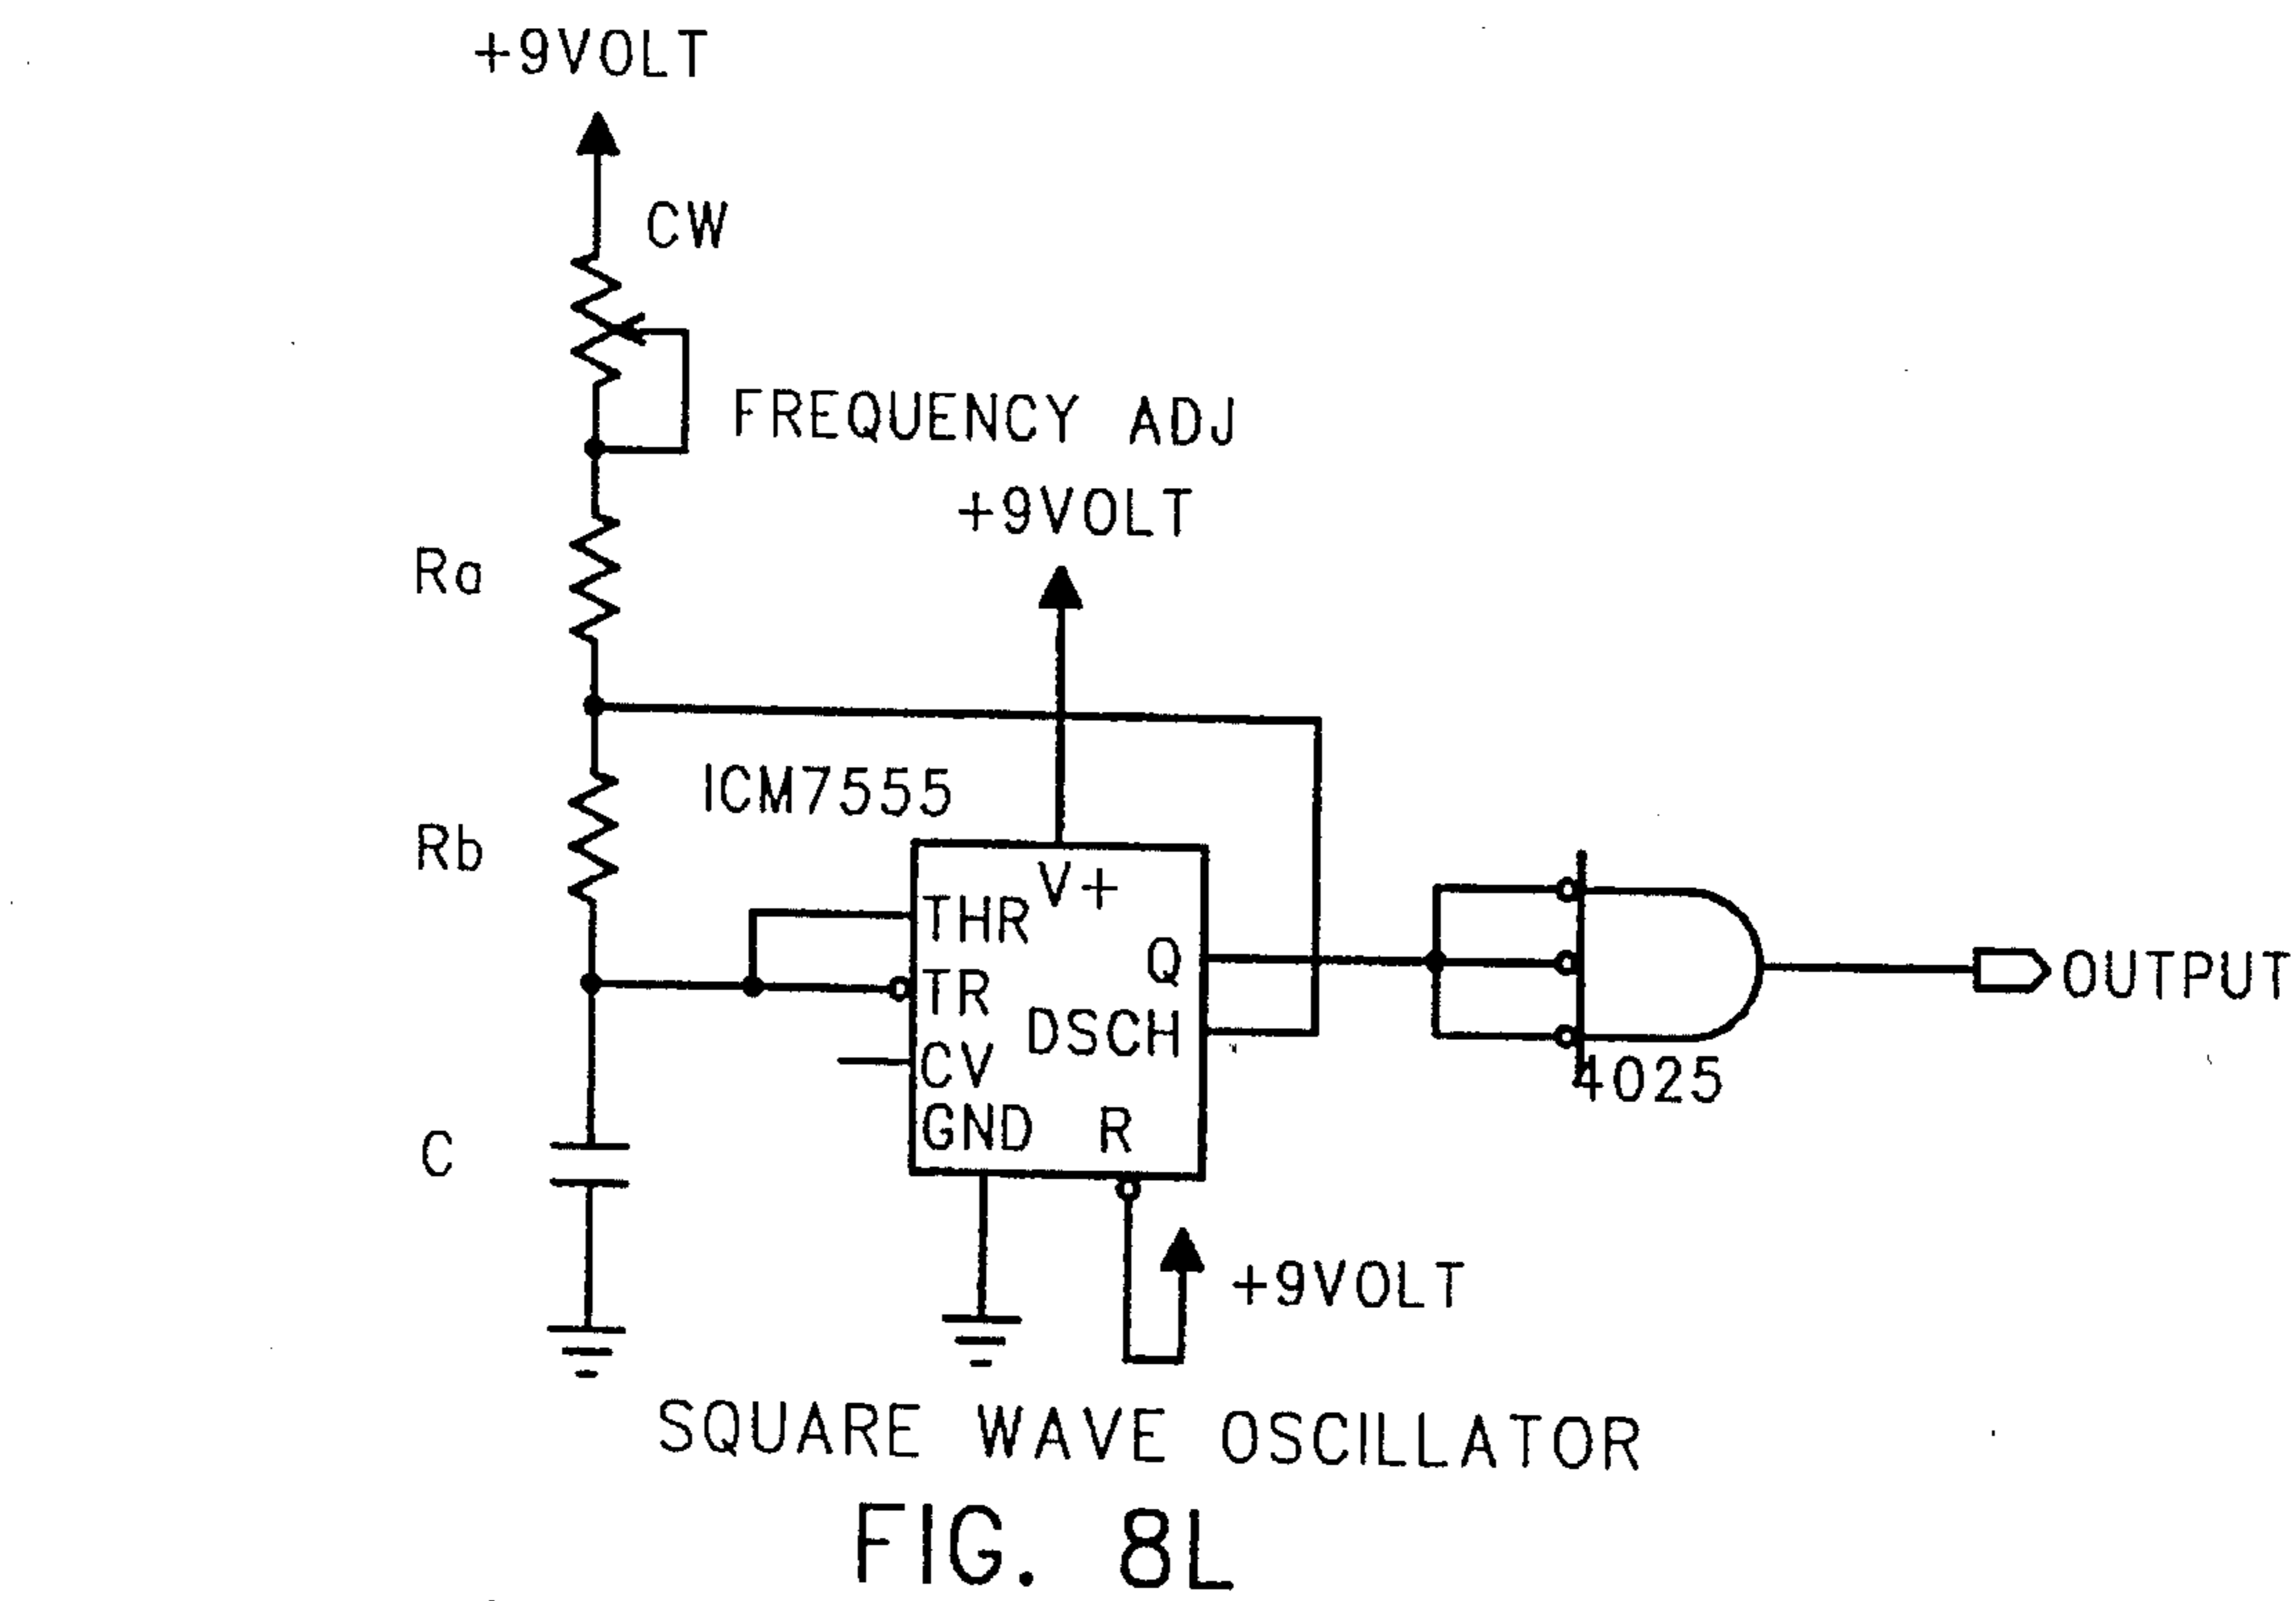 +9VOLT
CW
FREQUENCY ADJ
+9VOLT
Ra
ICM7555
Rb
V+
THR
Q
TR
DSCH
CV
GND R
C
4025
OUTPUT
+9VOLT
SQUARE WAVE OSCILLATOR
FIG. 8L